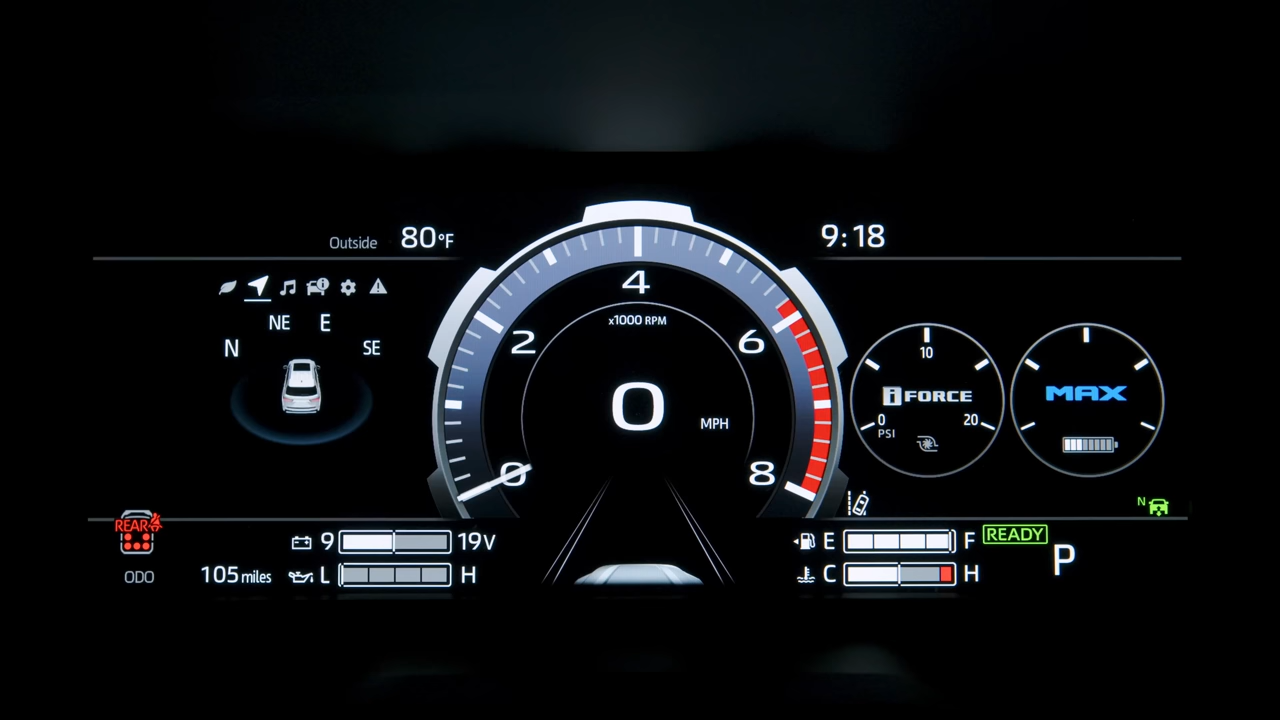 Outside 80°F
9:18
NE E
N SE
4
x1000 RPM
2 6
0 MPH
0 8
10
iFORCE
0 20
PSI
MAX
N
REAR
9 19V
E F
READY
P
ODO 105 miles
L H
C H